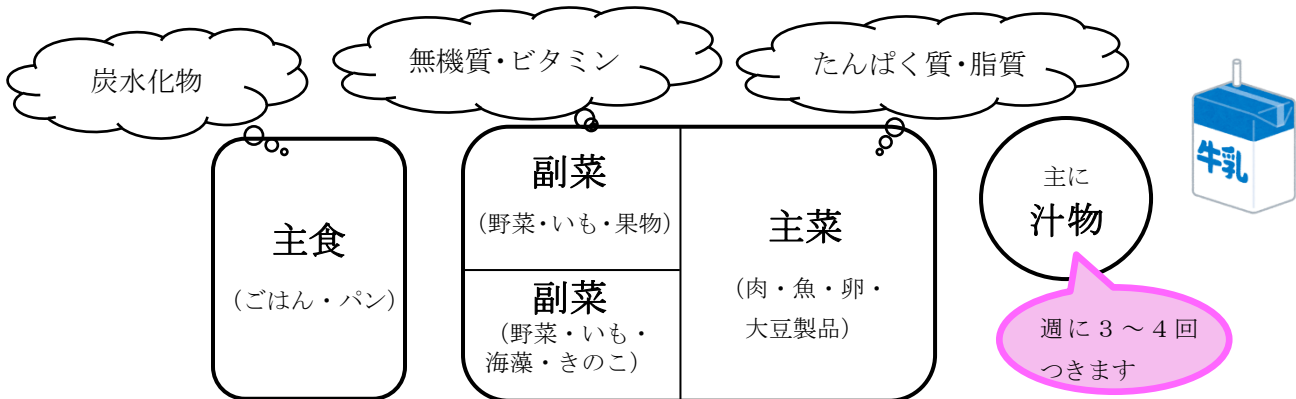 炭水化物
無機質・ビタミン
たんぱく質・脂質
主食
（ごはん・パン）
副菜
（野菜・いも・果物）
副菜
（野菜・いも・
海藻・きのこ）
主菜
（肉・魚・卵・
大豆製品）
主に
汁物
週に３～４回
つきます
牛乳